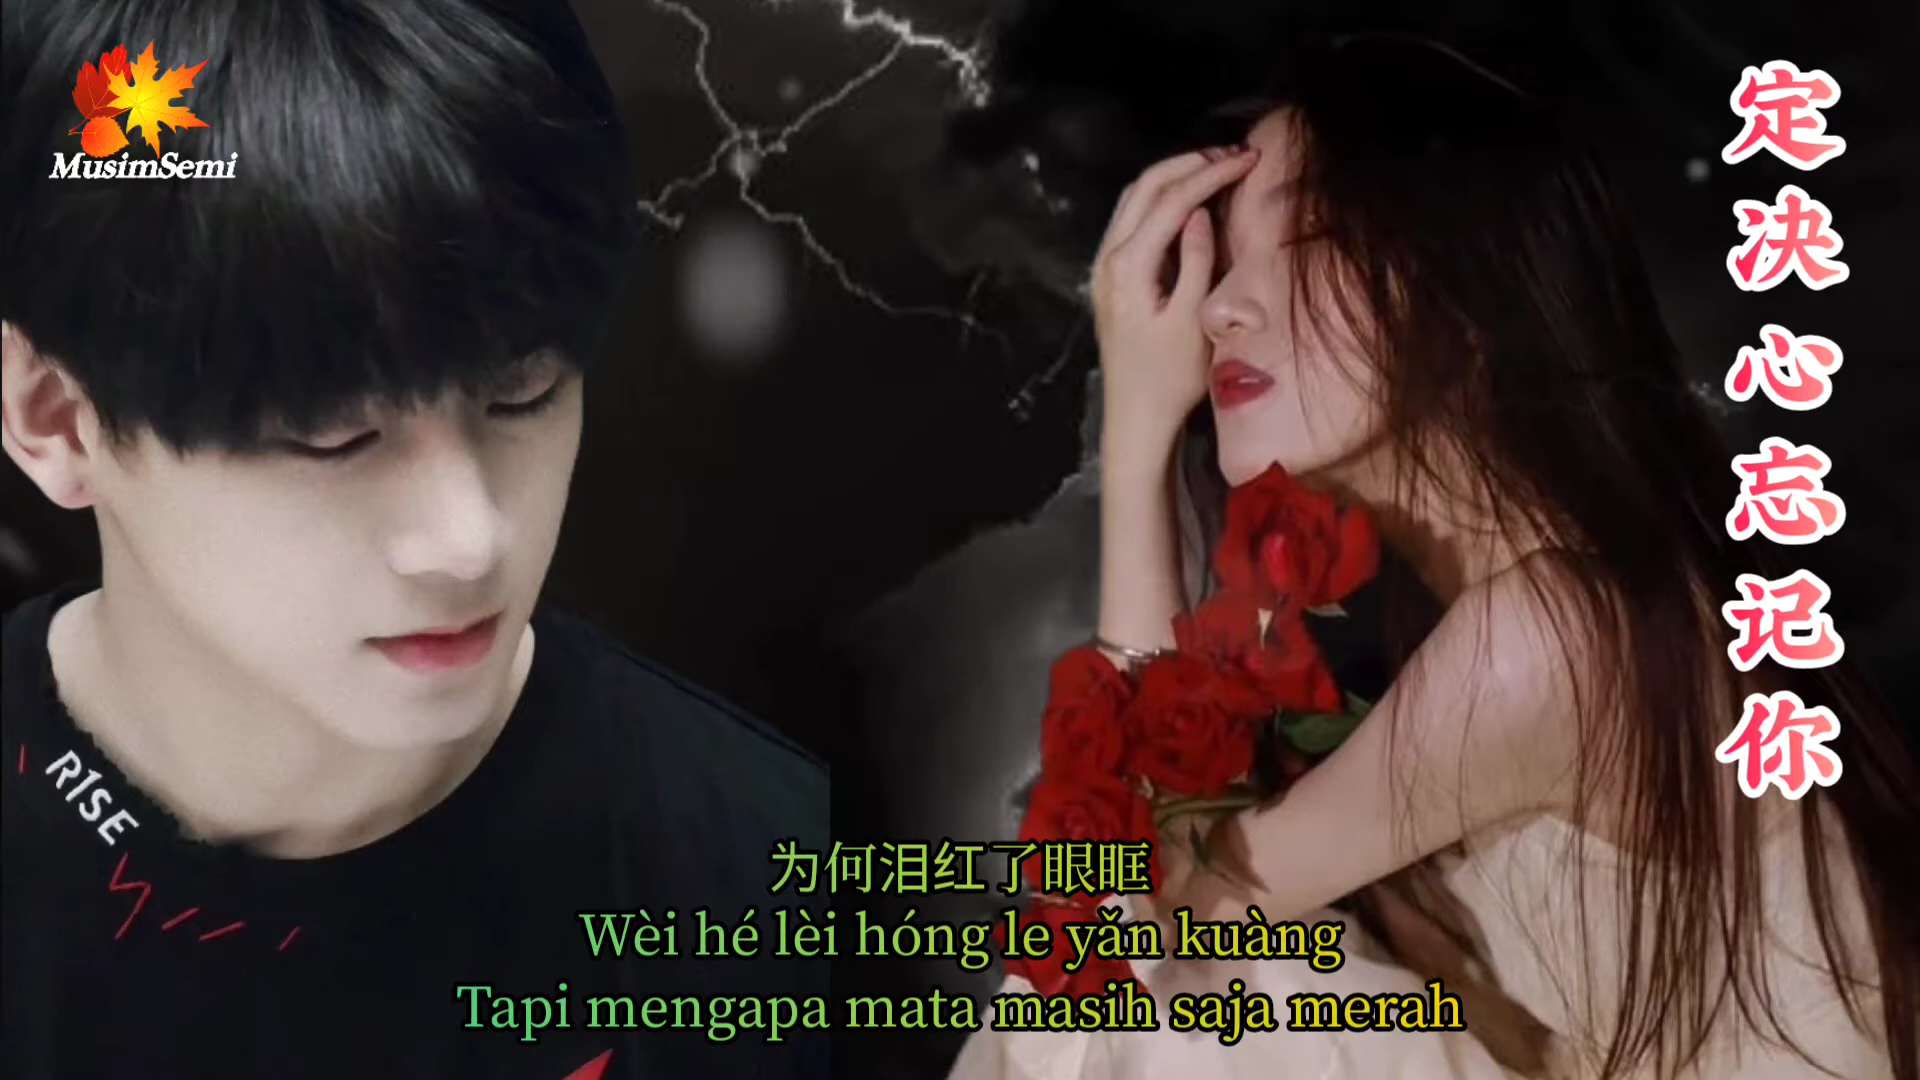 MusimSemi
定决心忘记你
R1SE
为何泪红了眼眶
Wèi hé lèi hóng le yǎn kuàng
Tapi mengapa mata masih saja merah